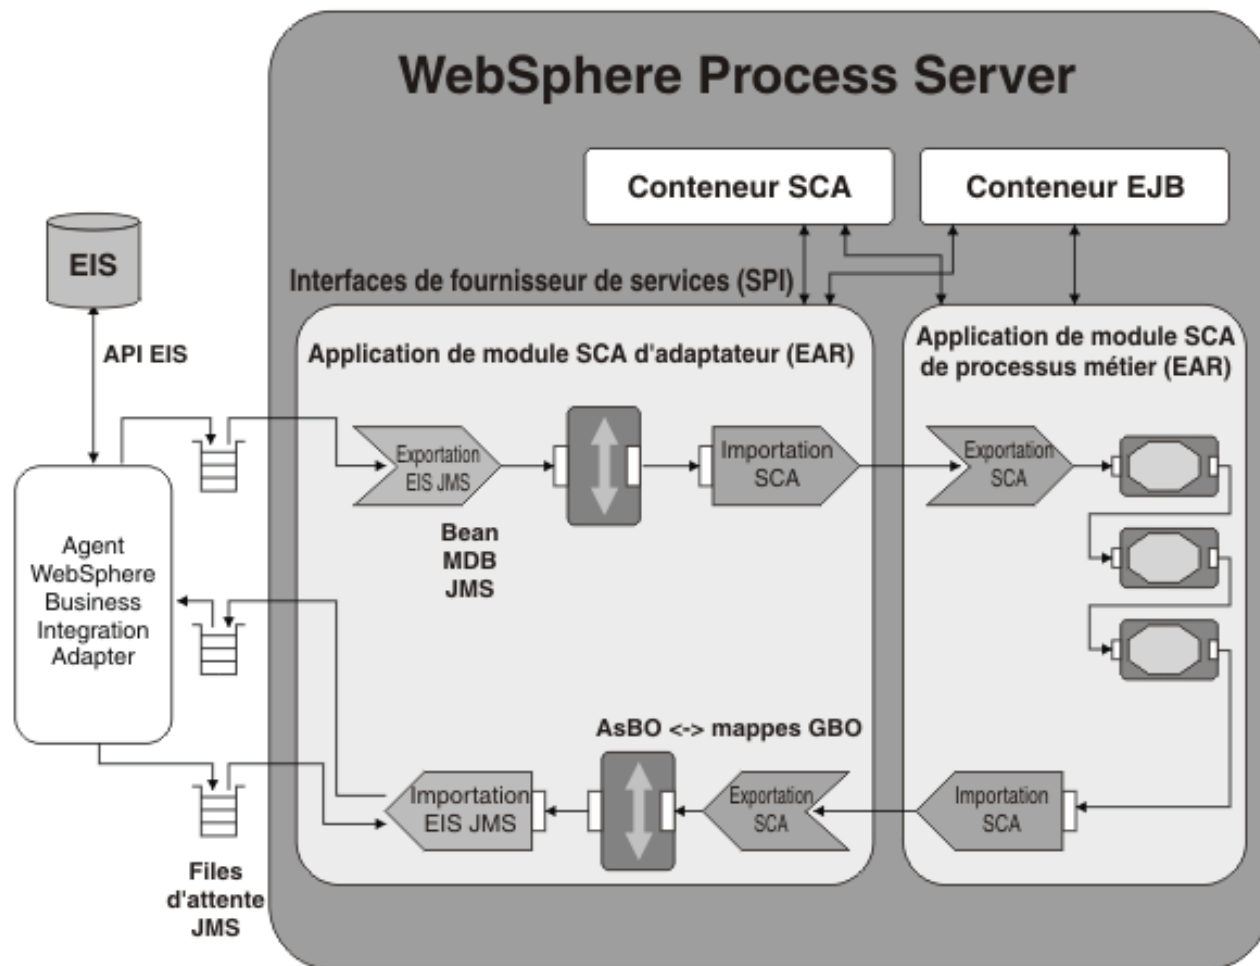 WebSphere Process Server
Conteneur SCA
Conteneur EJB
EIS
Interfaces de fournisseur de services (SPI)
API EIS
Application de module SCA d'adaptateur (EAR)
Application de module SCA
de processus métier (EAR)
Exportation
EIS JMS
Importation
SCA
Exportation
SCA
Bean
MDB
JMS
Agent
WebSphere
Business
Integration
Adapter
AsBO <-> mappes GBO
Importation
EIS JMS
Exportation
SCA
Importation
SCA
Files
d'attente
JMS